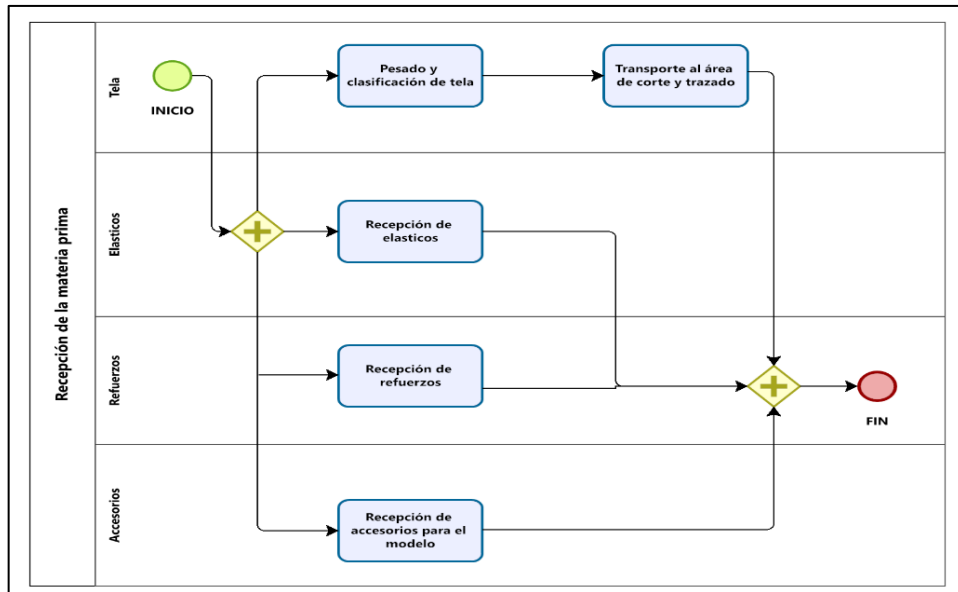 Recepción de la materia prima
Tela
INICIO
Pesado y
clasificación de tela
Transporte al área
de corte y trazado
Elasticos
Recepción de
elasticos
Refuerzos
Recepción de
refuerzos
FIN
Accesorios
Recepción de
accesorios para el
modelo